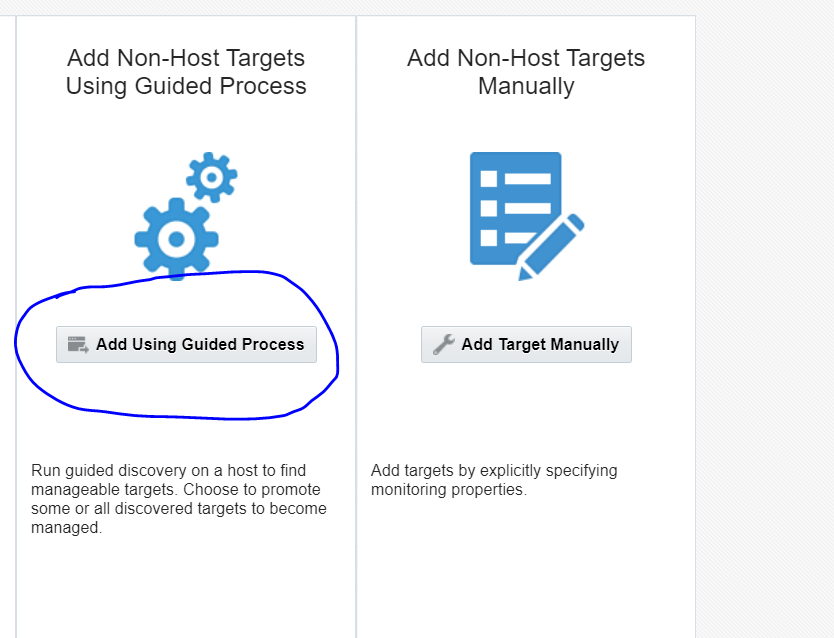 Add Non-Host Targets
Using Guided Process
Add Using Guided Process
Run guided discovery on a host to find
manageable targets. Choose to promote
some or all discovered targets to become
managed.
Add Non-Host Targets
Manually
Add Target Manually
Add targets by explicitly specifying
monitoring properties.